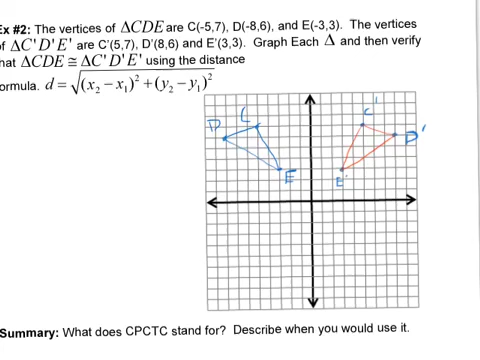 Ex #2: The vertices of ΔCDE are C(-5,7), D(-8,6), and E(-3,3). The vertices
of ΔC'D'E' are C'(5,7), D'(8,6) and E'(3,3). Graph Each Δ and then verify
that ΔCDE ≅ ΔC'D'E' using the distance
formula. d = √(x₂ − x₁)² + (y₂ − y₁)²
D C C' D'
E E'
Summary: What does CPCTC stand for? Describe when you would use it.